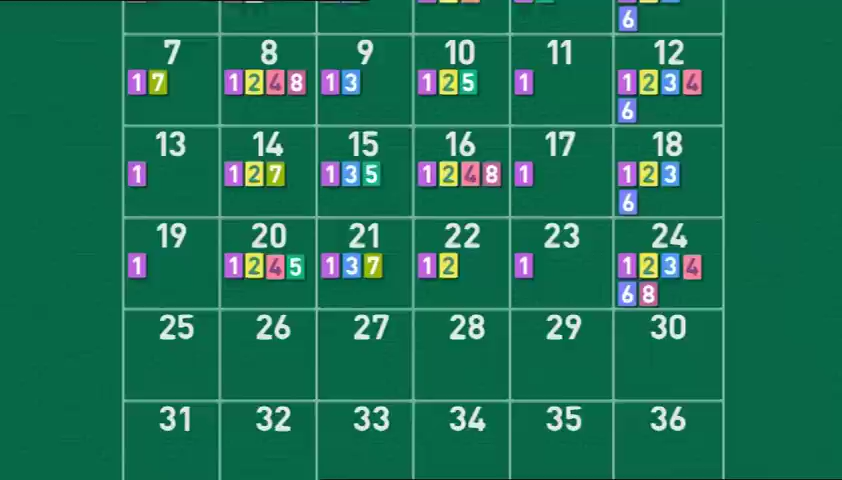 6
7 8 9 10 11 12
1 7 1 2 4 8 1 3 1 2 5 1 1 2 3 4
6
13 14 15 16 17 18
1 1 2 7 1 3 5 1 2 4 8 1 1 2 3
6
19 20 21 22 23 24
1 1 2 4 5 1 3 7 1 2 1 1 2 3 4
6 8
25 26 27 28 29 30
31 32 33 34 35 36